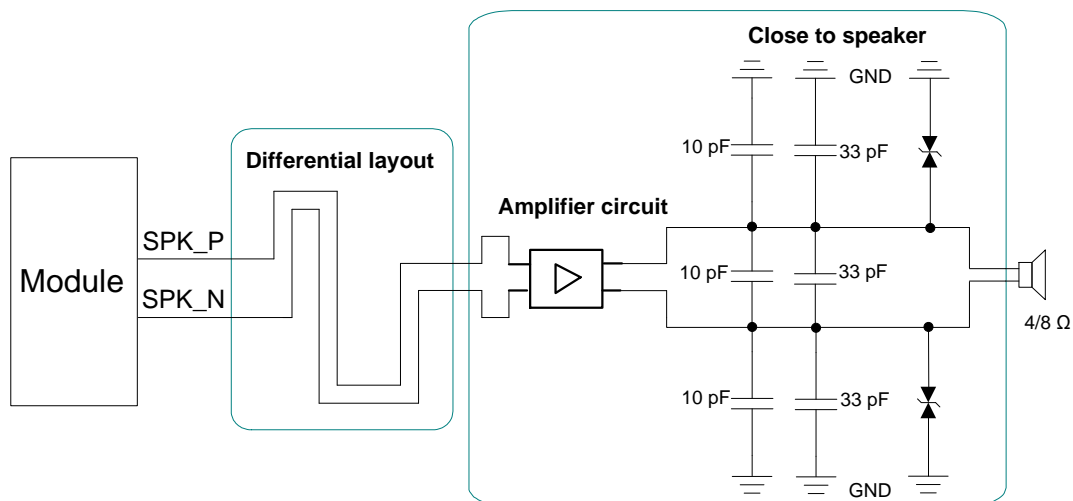 Close to speaker
GND
10 pF
33 pF
Differential layout
Amplifier circuit
SPK_P
Module
SPK_N
10 pF
33 pF
4/8 Ω
10 pF
33 pF
GND